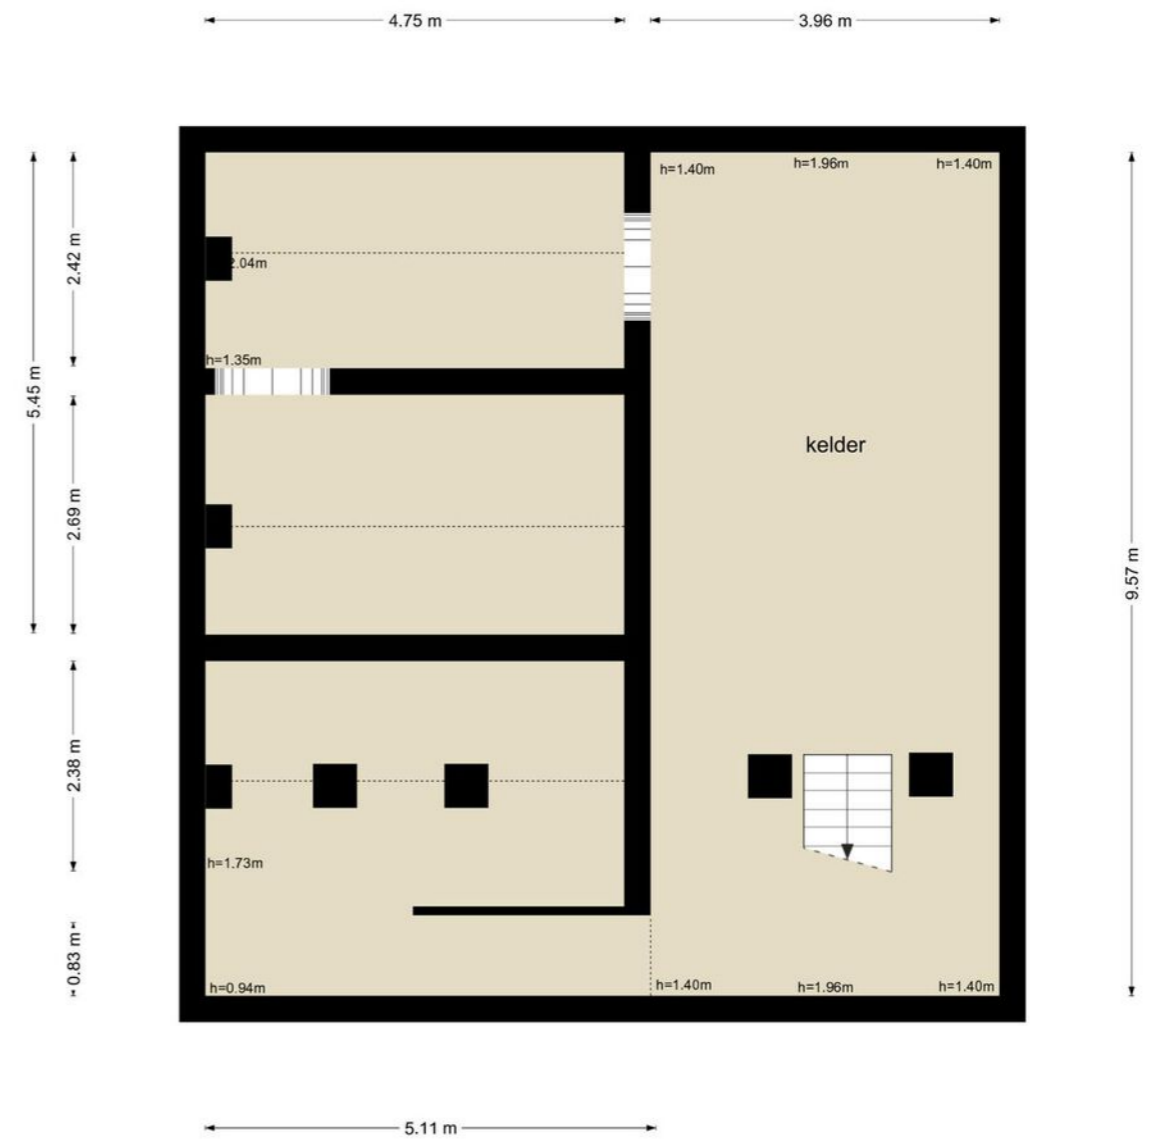 4.75 m
3.96 m
h=1.40m
h=1.96m
h=1.40m
2.42 m
2.04m
h=1.35m
5.45 m
kelder
2.69 m
9.57 m
2.38 m
h=1.73m
0.83 m
h=0.94m
h=1.40m
h=1.96m
h=1.40m
5.11 m